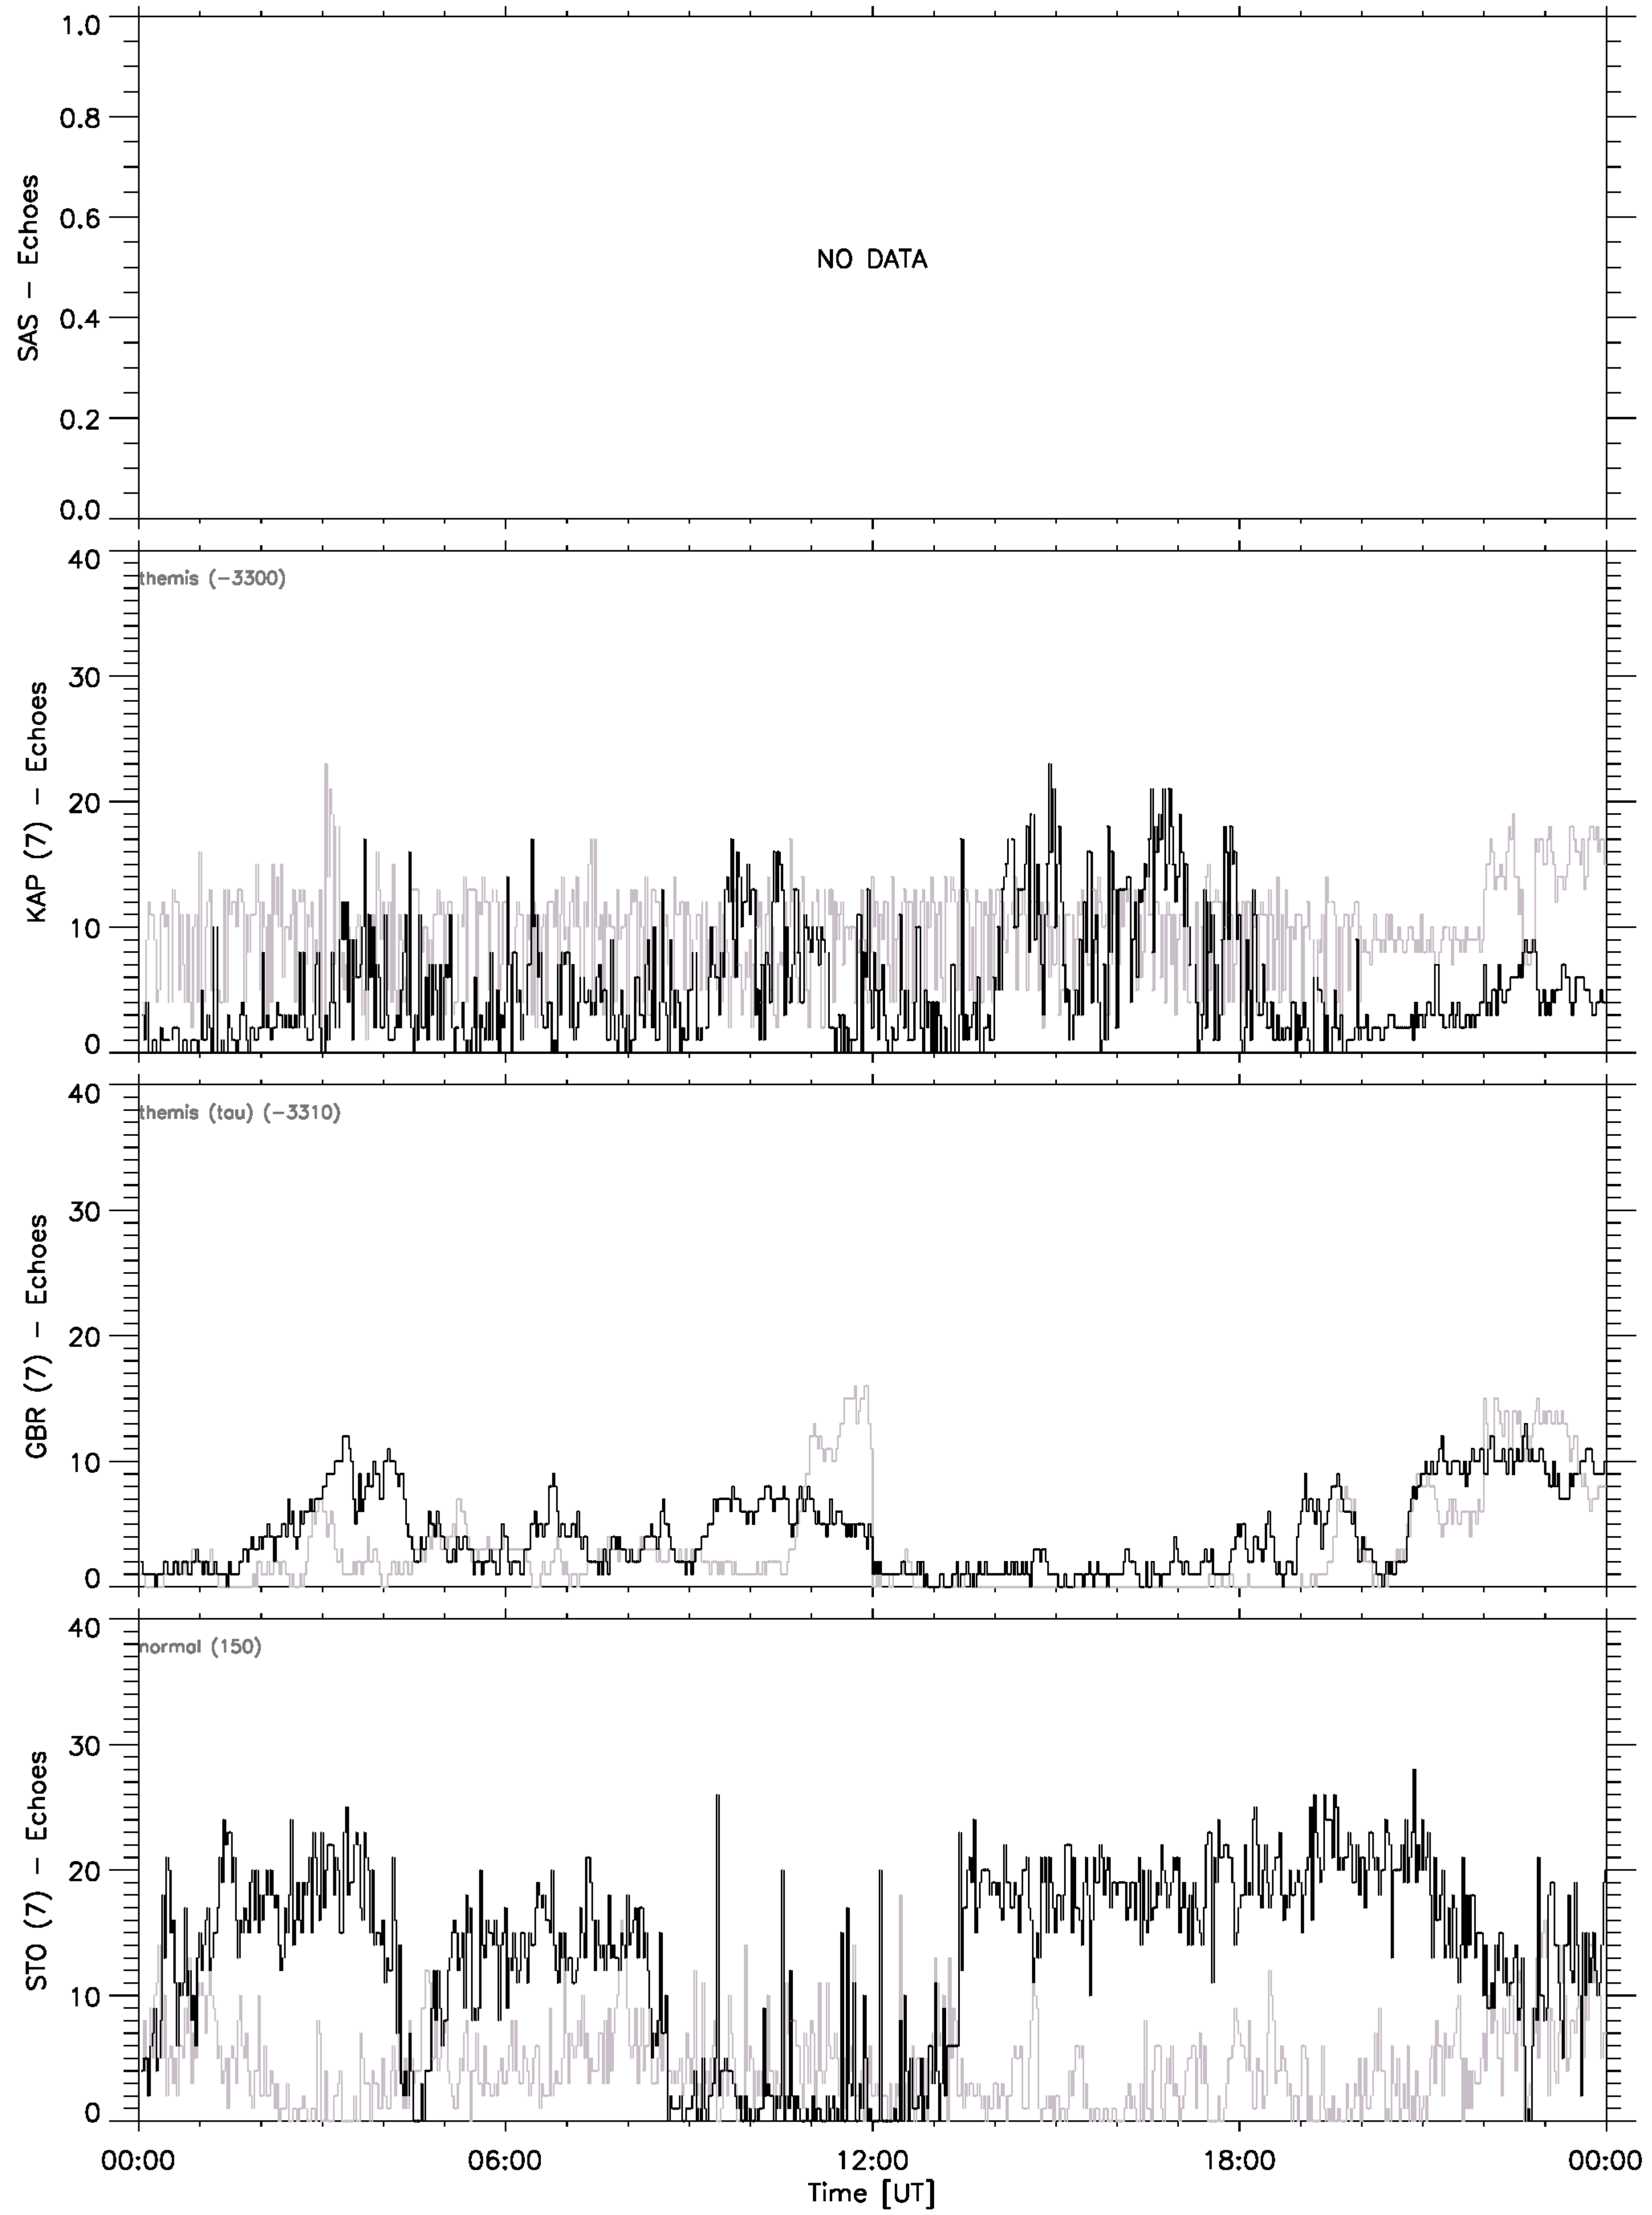 SAS – Echoes
1.0
0.8
0.6
0.4
0.2
0.0
NO DATA
KAP (7) – Echoes
40
30
20
10
0
themis (–3300)
GBR (7) – Echoes
40
30
20
10
0
themis (tau) (–3310)
STO (7) – Echoes
40
30
20
10
0
normal (150)
00:00 06:00 12:00 18:00 00:00
Time [UT]